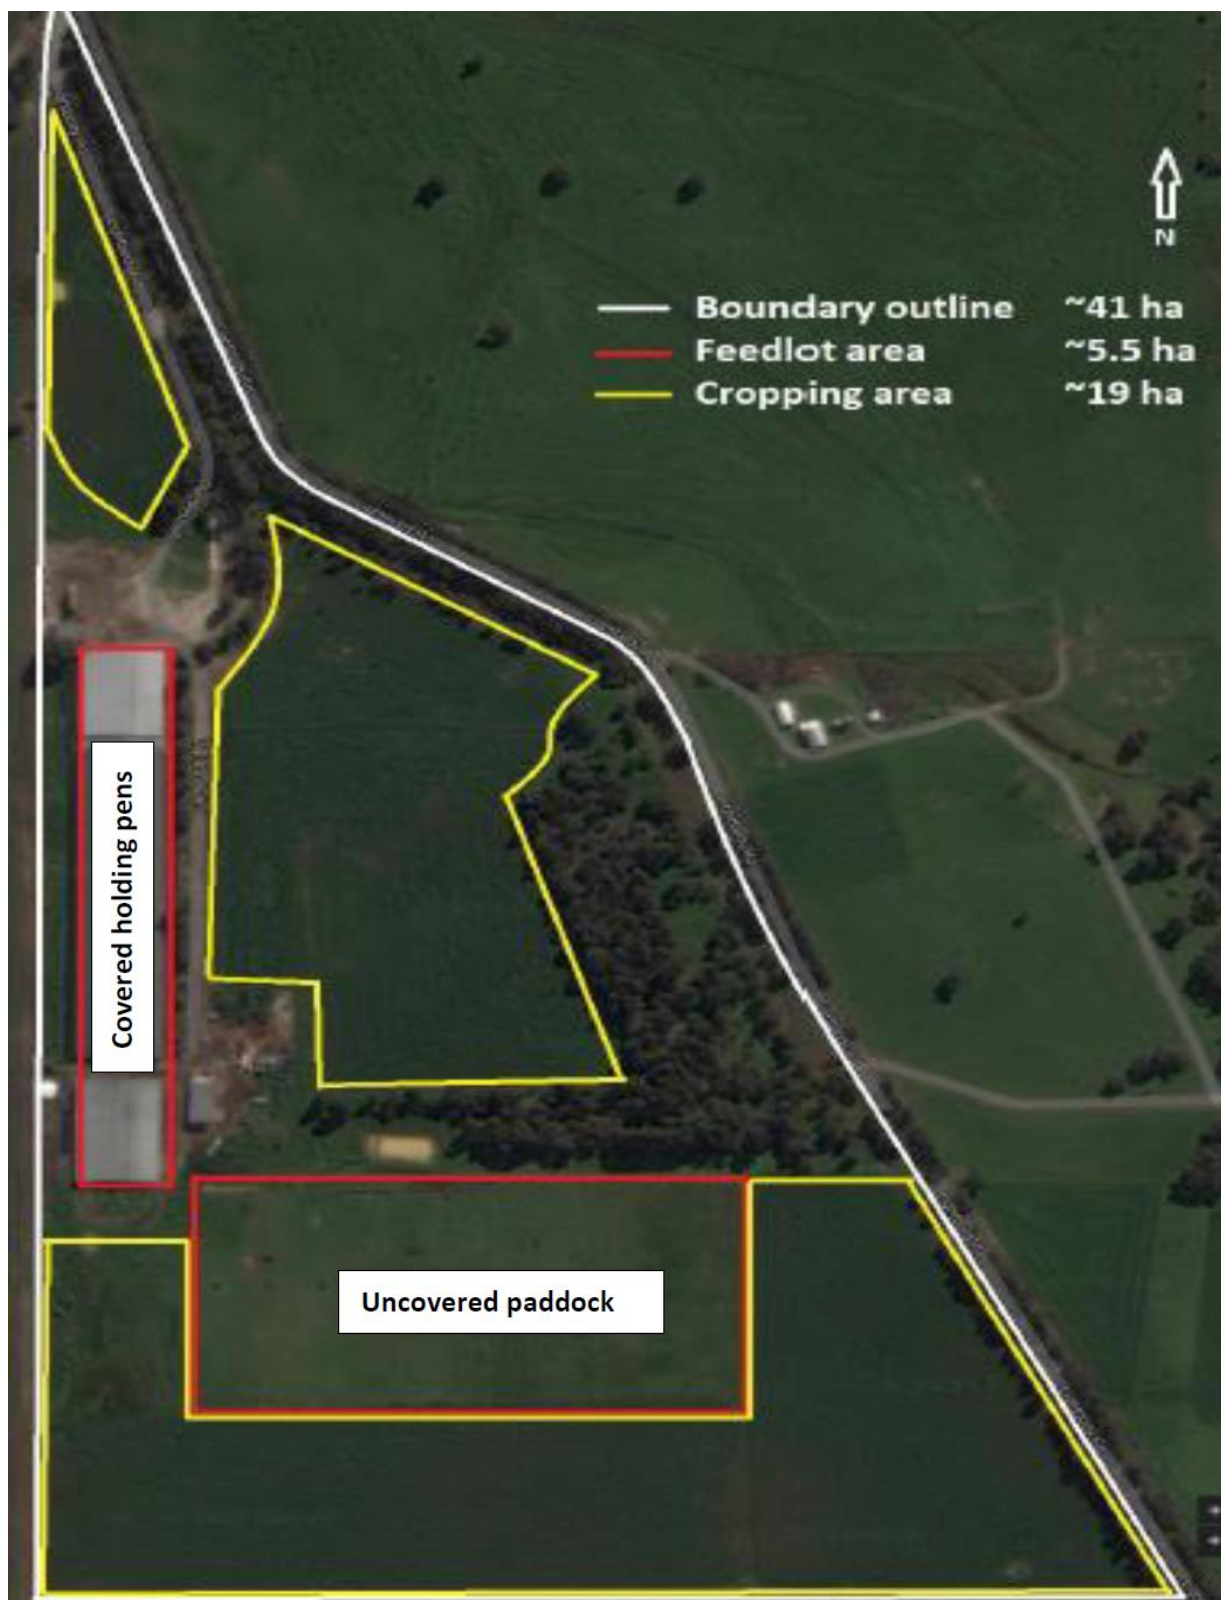 N
Boundary outline ~41 ha
Feedlot area ~5.5 ha
Cropping area ~19 ha
Covered holding pens
Uncovered paddock